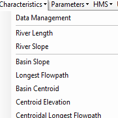 Characteristics Parameters HMS
Data Management
River Length
River Slope
Basin Slope
Longest Flowpath
Basin Centroid
Centroid Elevation
Centroidal Longest Flowpath